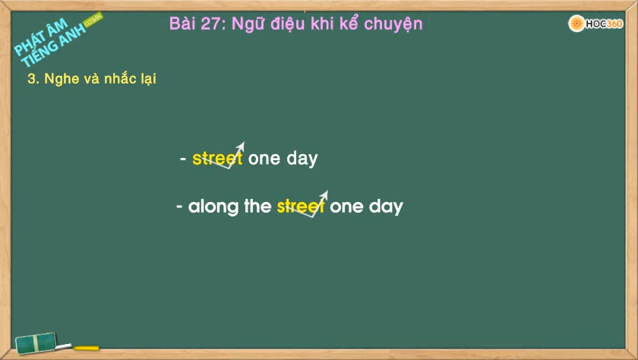 Bài 27: Ngữ điệu khi kể chuyện
PHÁT ÂM
TIẾNG ANH
HOC360
3. Nghe và nhắc lại
- street one day
- along the street one day